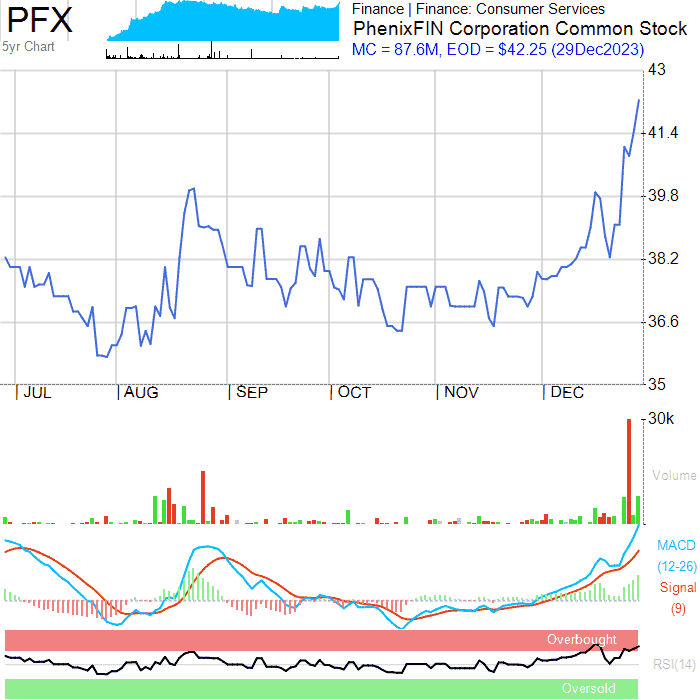 PFX
5yr Chart
Finance | Finance: Consumer Services
PhenixFIN Corporation Common Stock
MC = 87.6M, EOD = $42.25 (29Dec2023)
43
41.4
39.8
38.2
36.6
35
| JUL | AUG | SEP | OCT | NOV | DEC
30k
Volume
MACD
(12-26)
Signal
(9)
Overbought
RSI(14)
Oversold